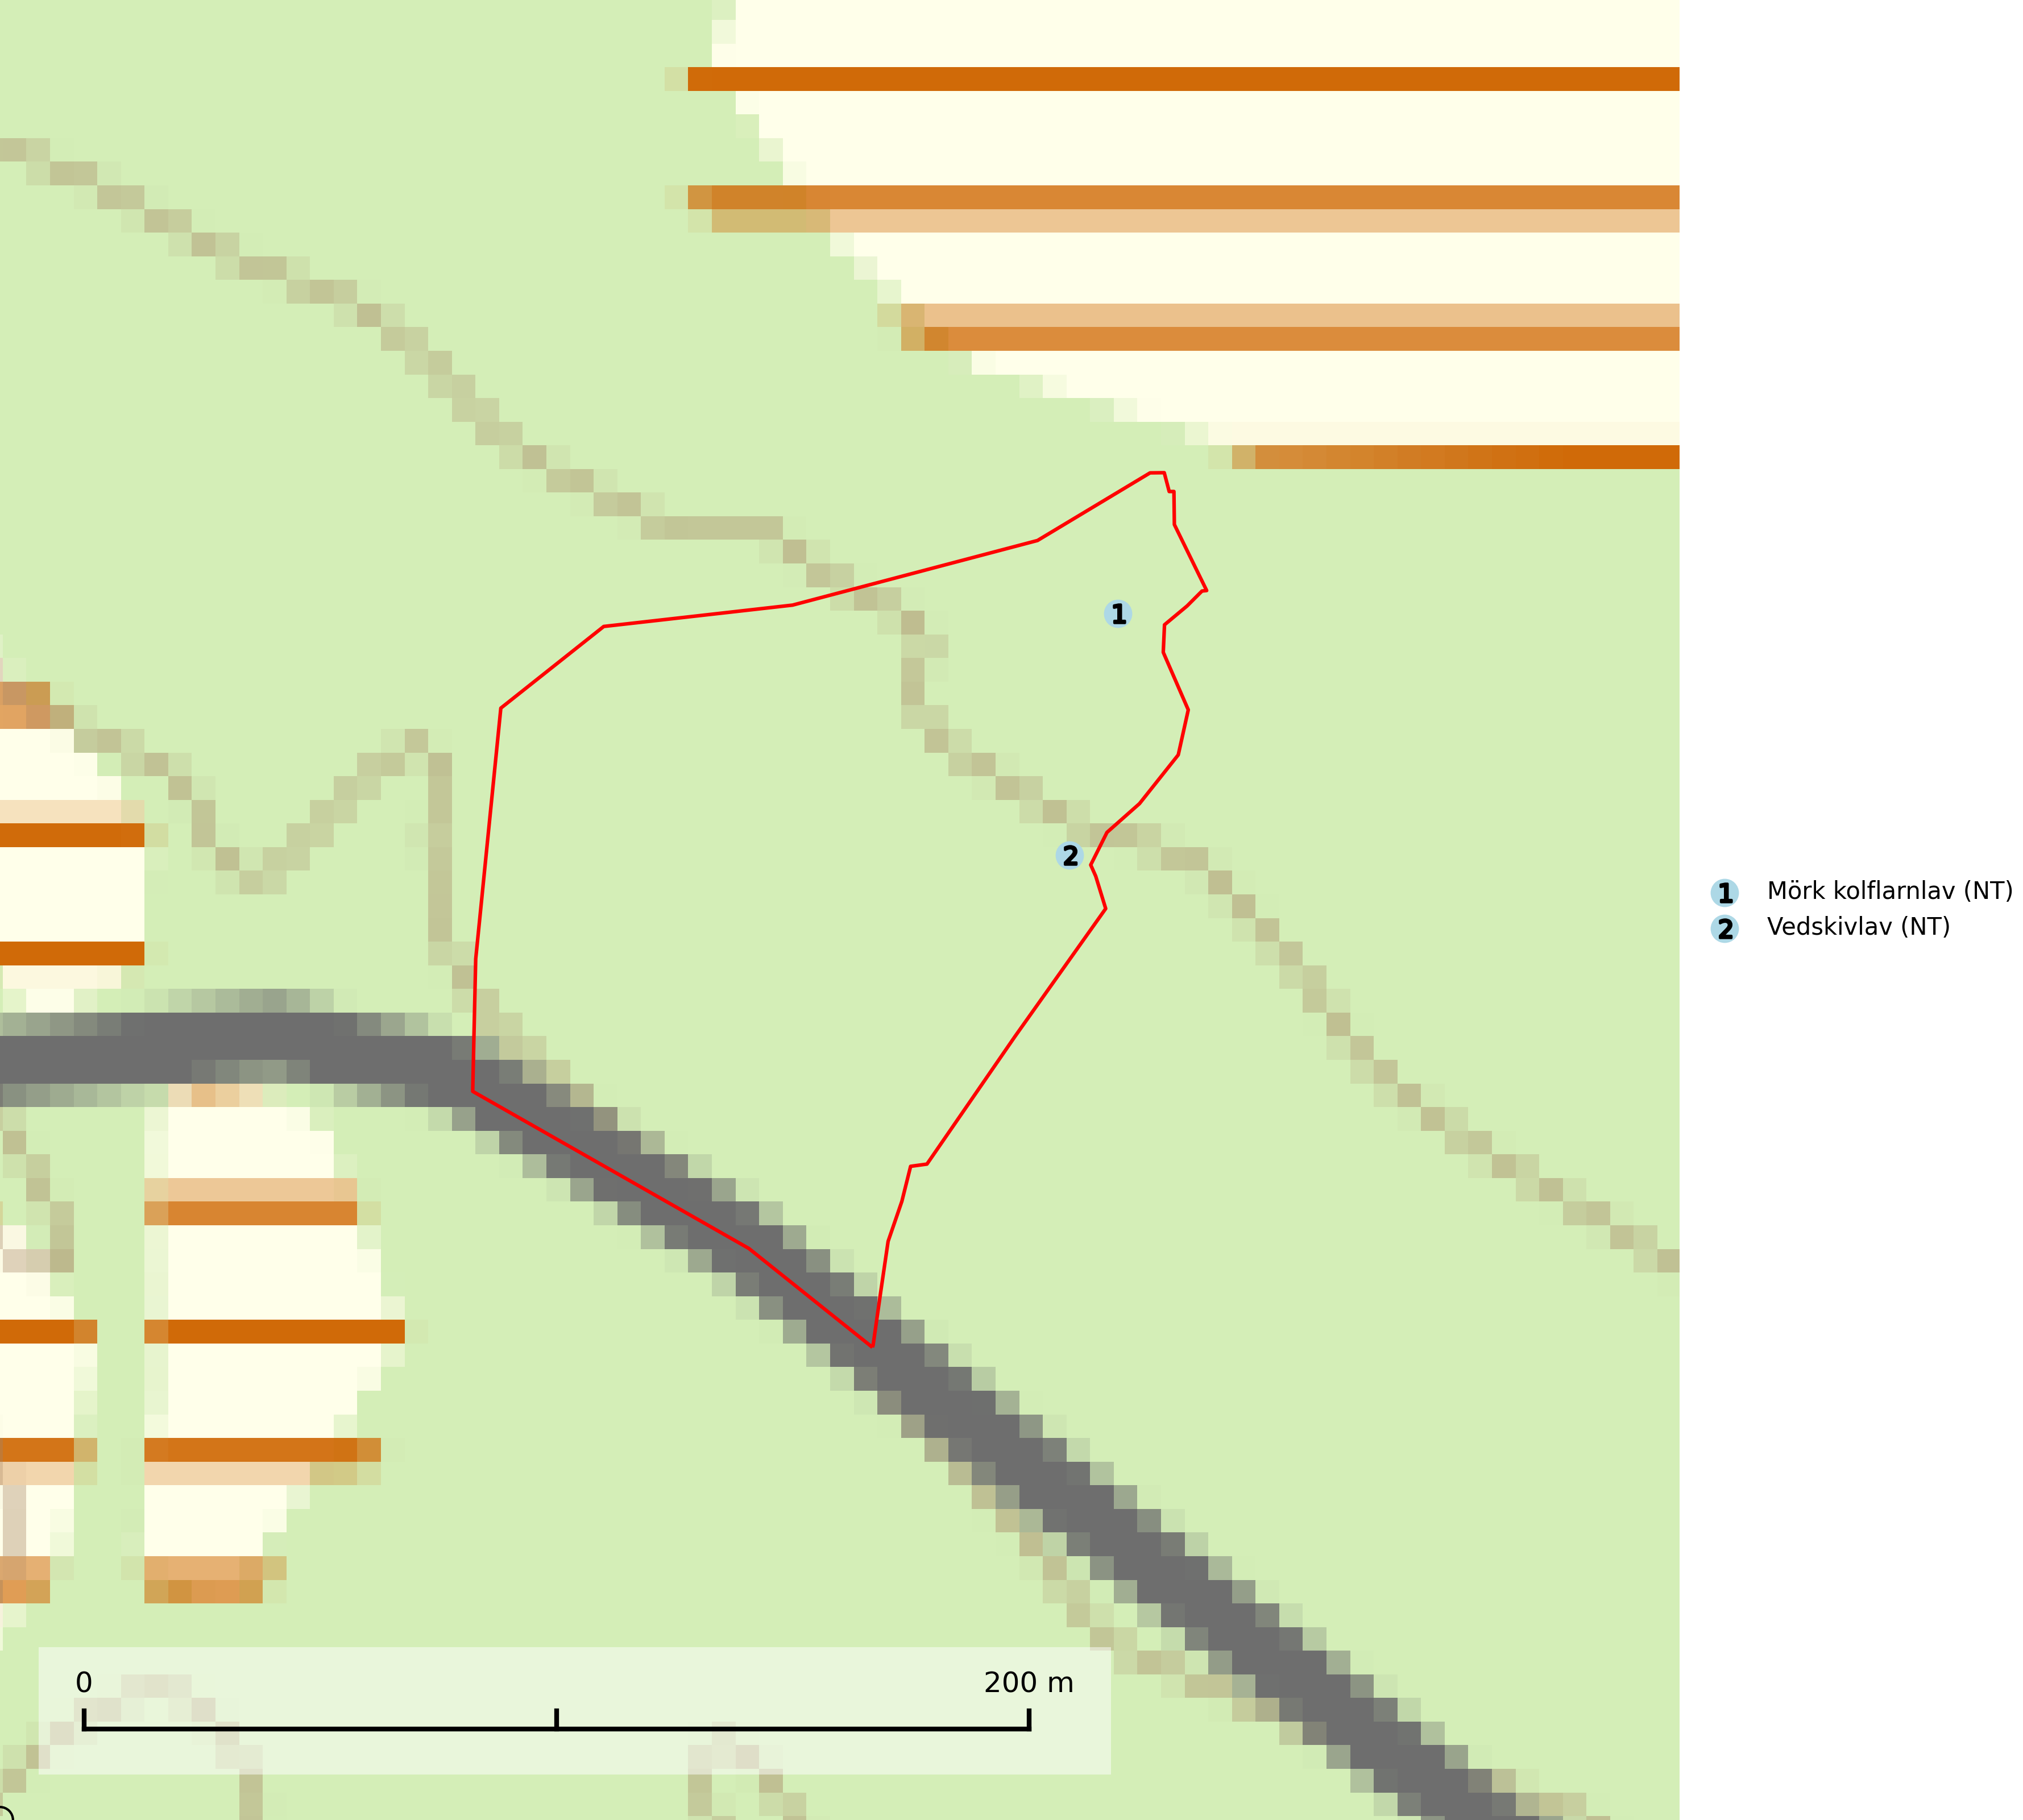 1
2
1 Mörk kolflarnlav (NT)
2 Vedskivlav (NT)
0 200 m